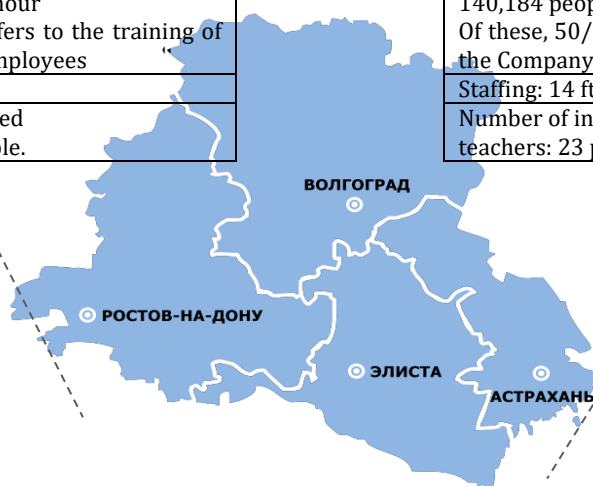 hour
fers to the training of
mployees
ed
ple.
140,184 peop
Of these, 50/
the Company
Staffing: 14 ft
Number of in
teachers: 23 p
ВОЛГОГРАД
РОСТОВ-НА-ДОНУ
ЭЛИСТА
АСТРАХАНЬ